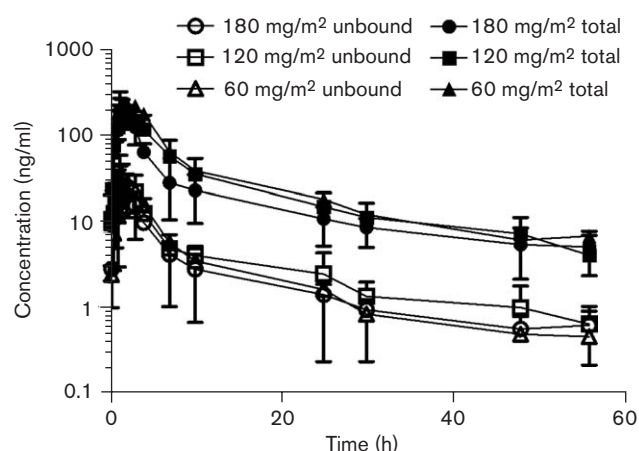 180 mg/m² unbound 180 mg/m² total
120 mg/m² unbound 120 mg/m² total
60 mg/m² unbound 60 mg/m² total
1000
100
10
1
0.1
Concentration (ng/ml)
0 20 40 60
Time (h)